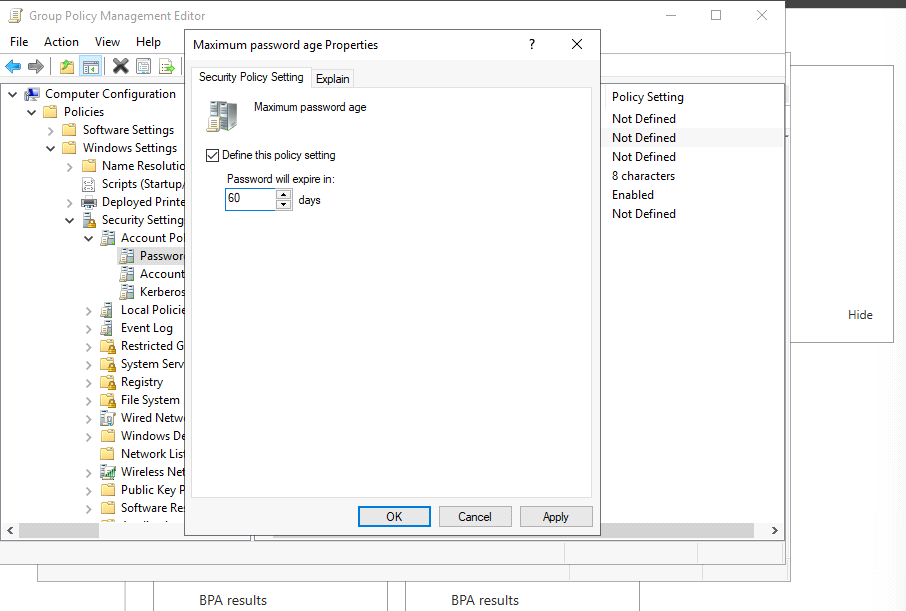 Group Policy Management Editor
File Action View Help
Maximum password age Properties
?
Security Policy Setting
Explain
Maximum password age
Define this policy setting
Password will expire in:
60
days
OK
Cancel
Apply
Computer Configuration
Policies
Software Settings
Windows Settings
Name Resolutio
Scripts (Startup/
Deployed Printe
Security Setting
Account Pol
Passwor
Account
Kerberos
Local Policie
Event Log
Restricted G
System Serv
Registry
File System
Wired Netw
Windows De
Network List
Wireless Net
Public Key P
Software Re
Policy Setting
Not Defined
Not Defined
Not Defined
8 characters
Enabled
Not Defined
Hide
BPA results
BPA results